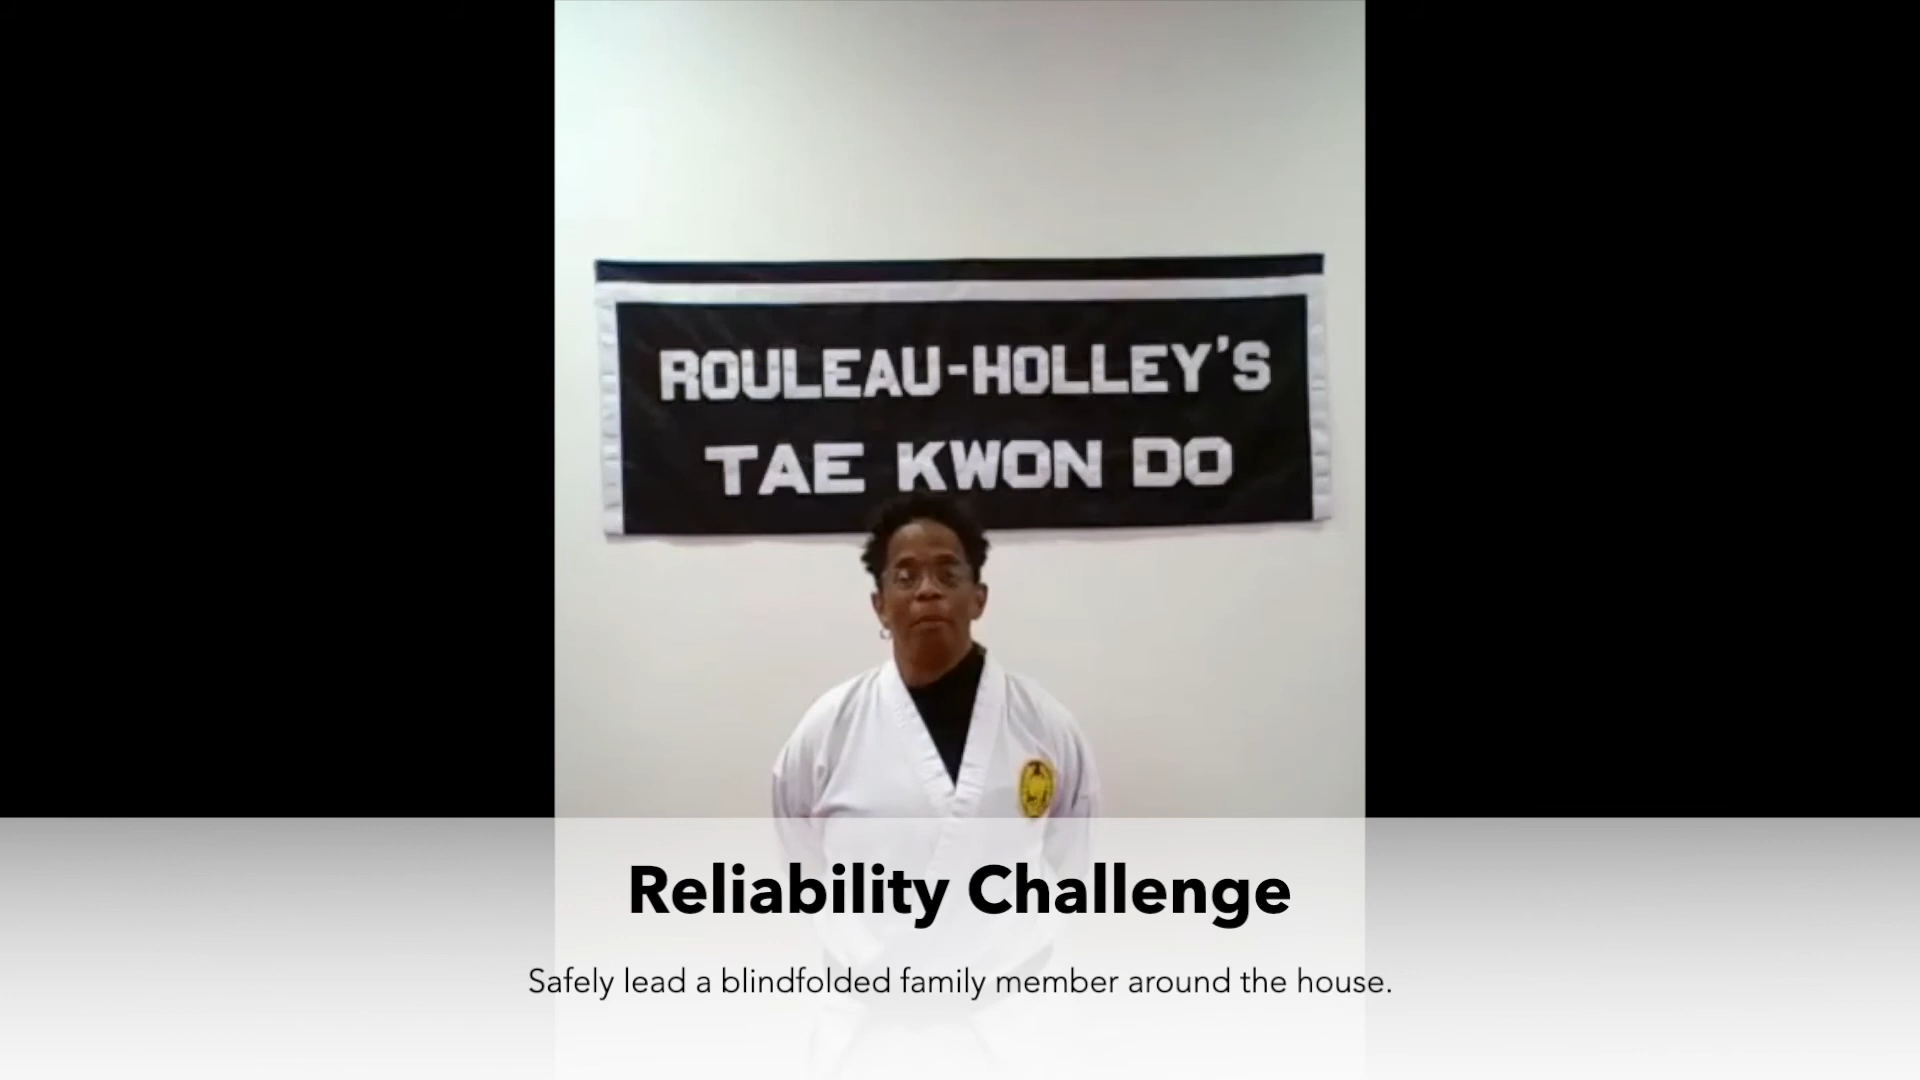 ROULEAU-HOLLEY'S
TAE KWON DO
Reliability Challenge
Safely lead a blindfolded family member around the house.